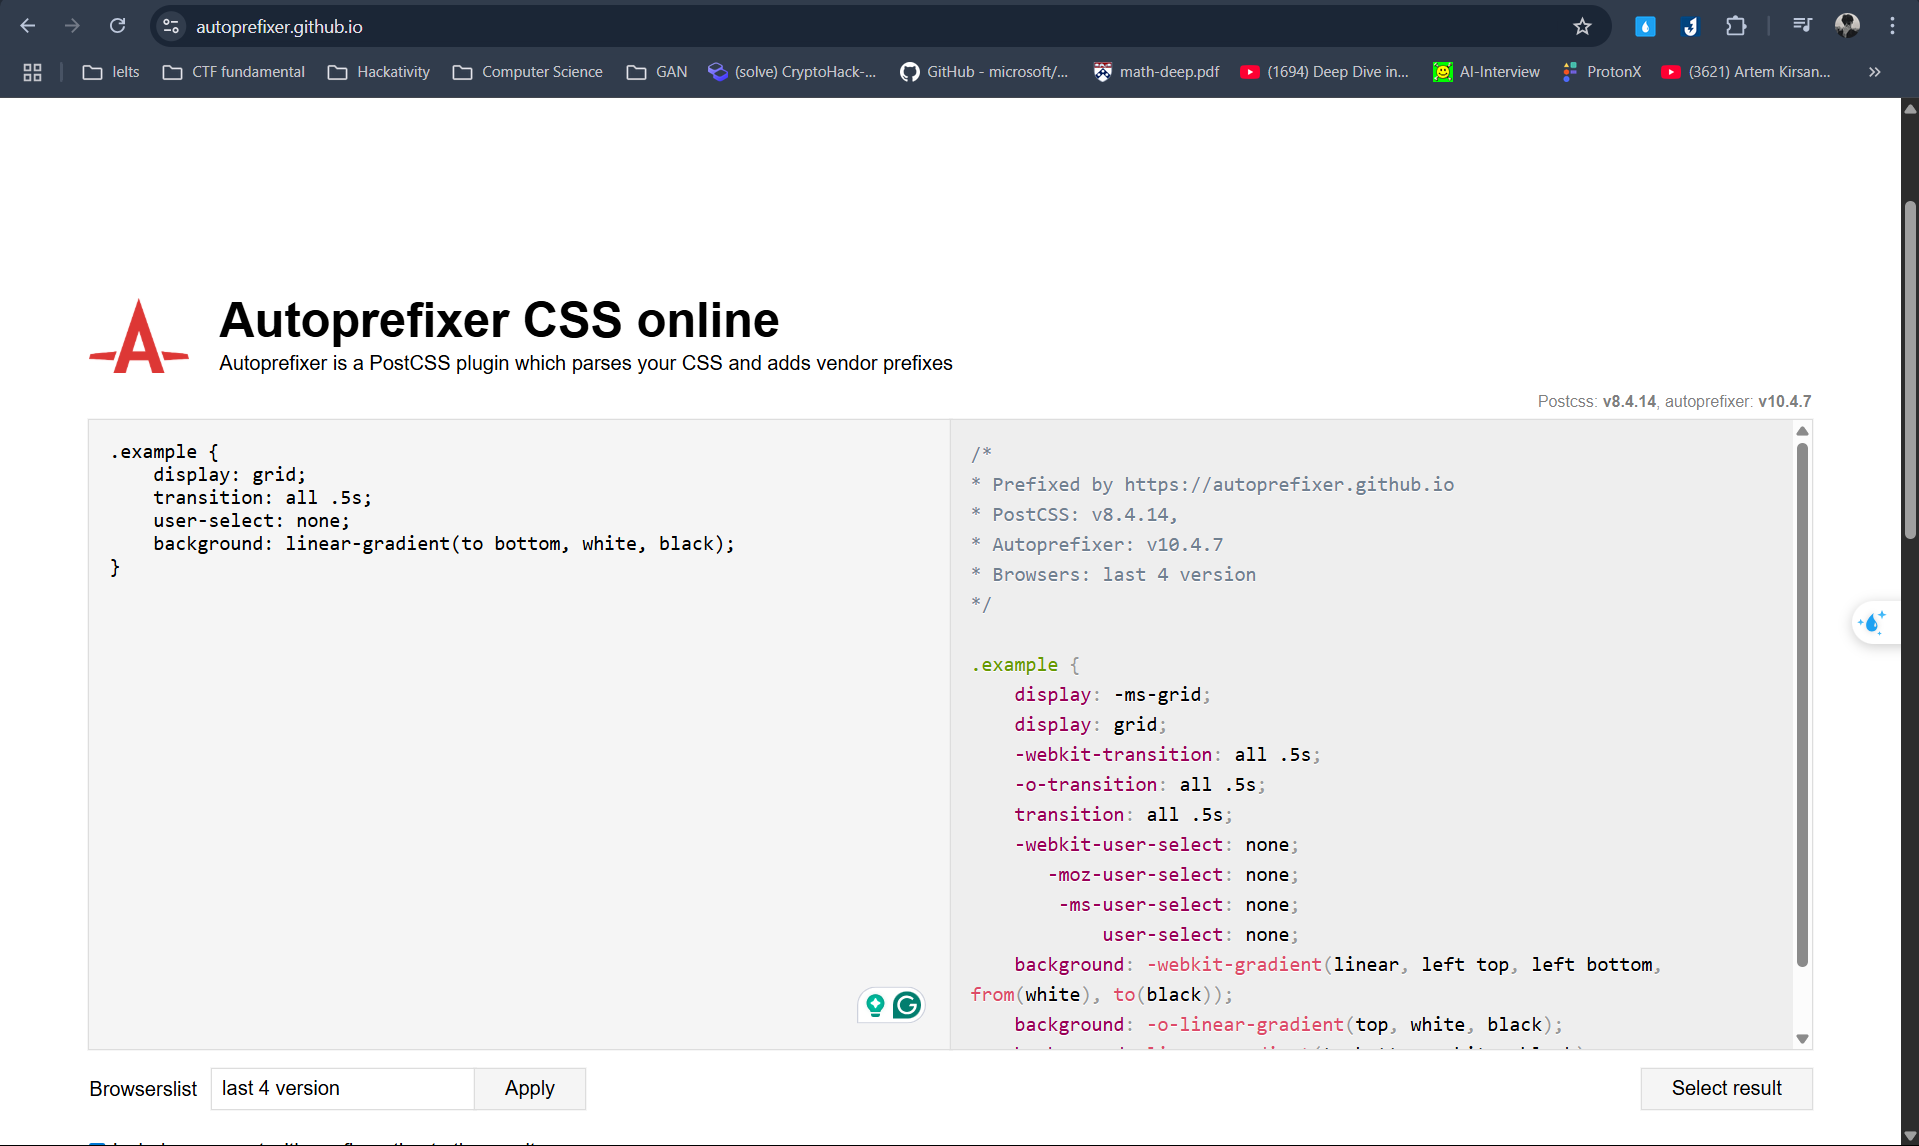 autoprefixer.github.io
Ielts
CTF fundamental
Hackativity
Computer Science
GAN
(solve) CryptoHack-...
GitHub - microsoft/...
math-deep.pdf
(1694) Deep Dive in...
AI-Interview
ProtonX
(3621) Artem Kirsan...
Autoprefixer CSS online
Autoprefixer is a PostCSS plugin which parses your CSS and adds vendor prefixes
Postcss: v8.4.14, autoprefixer: v10.4.7
.example {
    display: grid;
    transition: all .5s;
    user-select: none;
    background: linear-gradient(to bottom, white, black);
}
/*
* Prefixed by https://autoprefixer.github.io
* PostCSS: v8.4.14,
* Autoprefixer: v10.4.7
* Browsers: last 4 version
*/
.example {
    display: -ms-grid;
    display: grid;
    -webkit-transition: all .5s;
    -o-transition: all .5s;
    transition: all .5s;
    -webkit-user-select: none;
       -moz-user-select: none;
        -ms-user-select: none;
            user-select: none;
    background: -webkit-gradient(linear, left top, left bottom,
from(white), to(black));
    background: -o-linear-gradient(top, white, black);
Browserslist
last 4 version
Apply
Select result